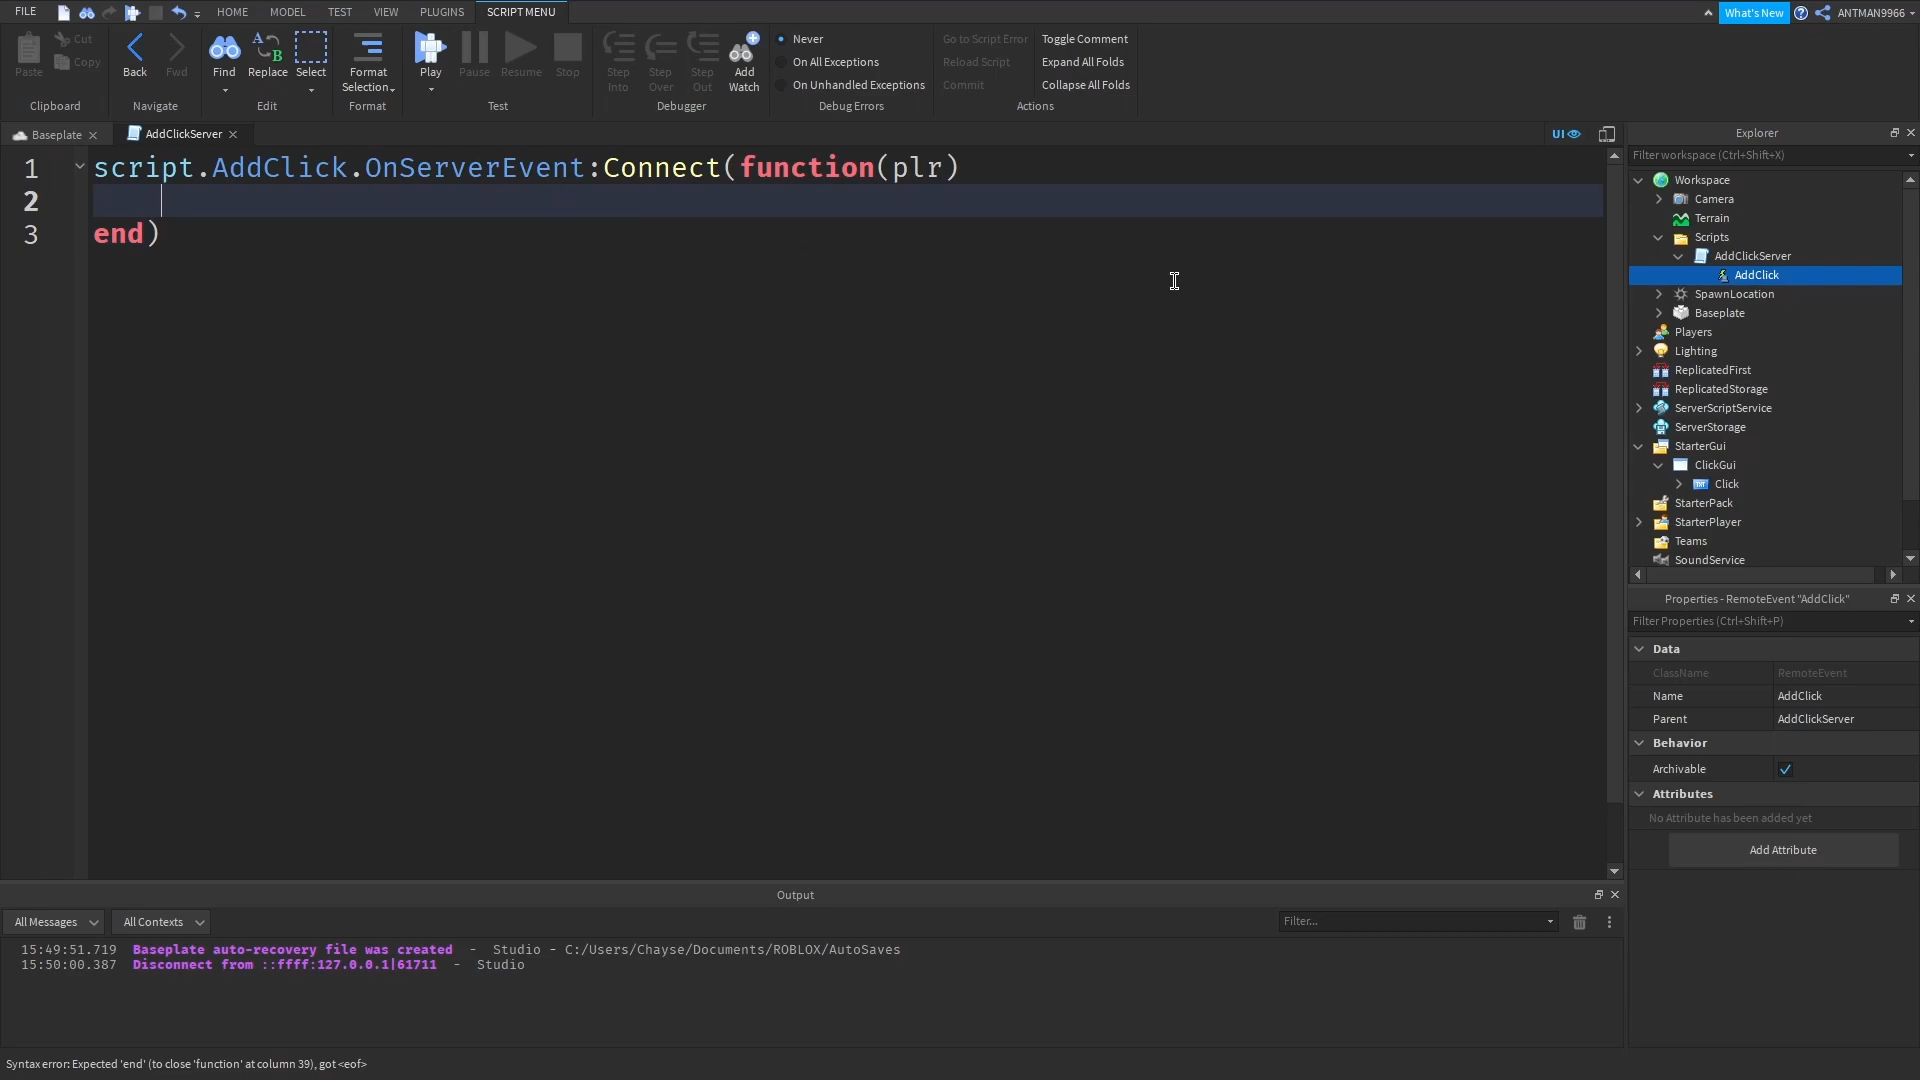 FILE
HOME
MODEL
TEST
VIEW
PLUGINS
SCRIPT MENU
What's New
ANTMAN9966
Paste
Cut
Copy
Clipboard
Back
Fwd
Navigate
Find
Replace
Select
Edit
Format
Selection
Format
Play
Pause
Resume
Stop
Test
Step
Into
Step
Over
Step
Out
Add
Watch
Debugger
Never
On All Exceptions
On Unhandled Exceptions
Debug Errors
Go to Script Error
Reload Script
Commit
Toggle Comment
Expand All Folds
Collapse All Folds
Actions
Baseplate
AddClickServer
UI
1 script.AddClick.OnServerEvent:Connect(function(plr)
2
3 end)
Explorer
Filter workspace (Ctrl+Shift+X)
Workspace
Camera
Terrain
Scripts
AddClickServer
AddClick
SpawnLocation
Baseplate
Players
Lighting
ReplicatedFirst
ReplicatedStorage
ServerScriptService
ServerStorage
StarterGui
ClickGui
Click
StarterPack
StarterPlayer
Teams
SoundService
Properties - RemoteEvent "AddClick"
Filter Properties (Ctrl+Shift+P)
Data
ClassName RemoteEvent
Name AddClick
Parent AddClickServer
Behavior
Archivable
Attributes
No Attribute has been added yet
Add Attribute
Output
All Messages
All Contexts
Filter...
15:49:51.719 Baseplate auto-recovery file was created - Studio - C:/Users/Chayse/Documents/ROBLOX/AutoSaves
15:50:00.387 Disconnect from ::ffff:127.0.0.1|61711 - Studio
Syntax error: Expected 'end' (to close 'function' at column 39), got <eof>